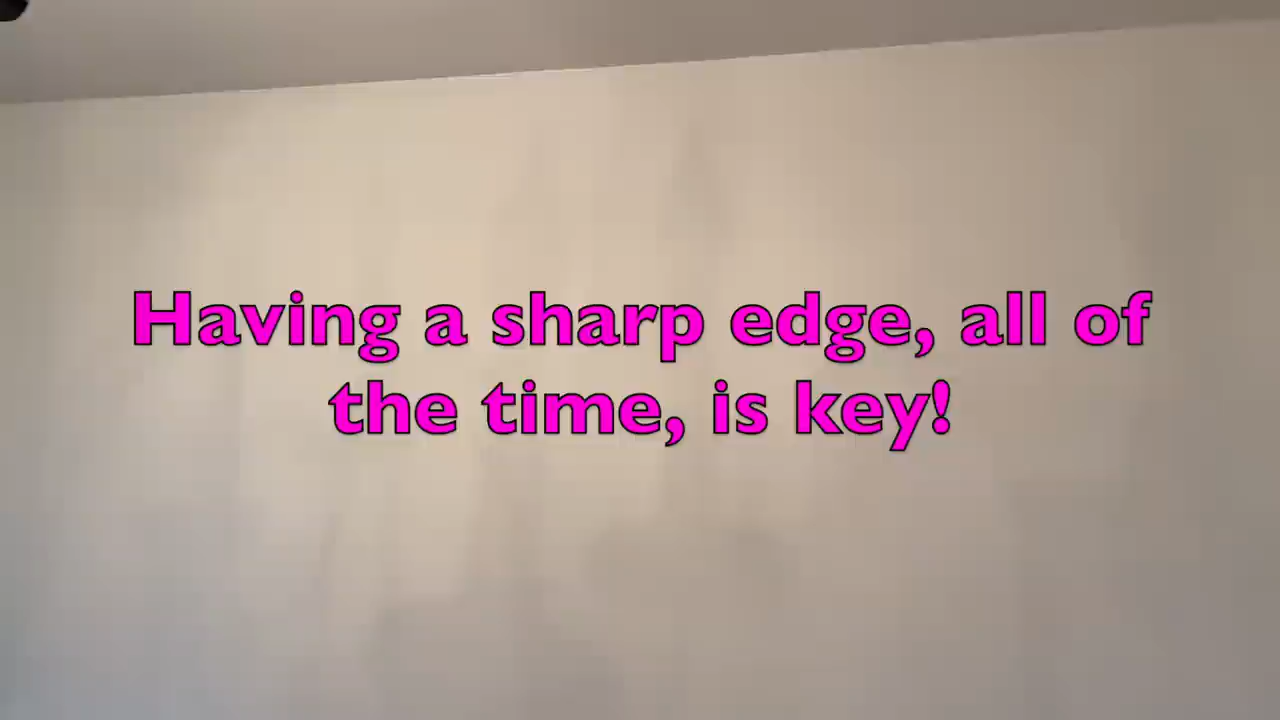 Having a sharp edge, all of
the time, is key!